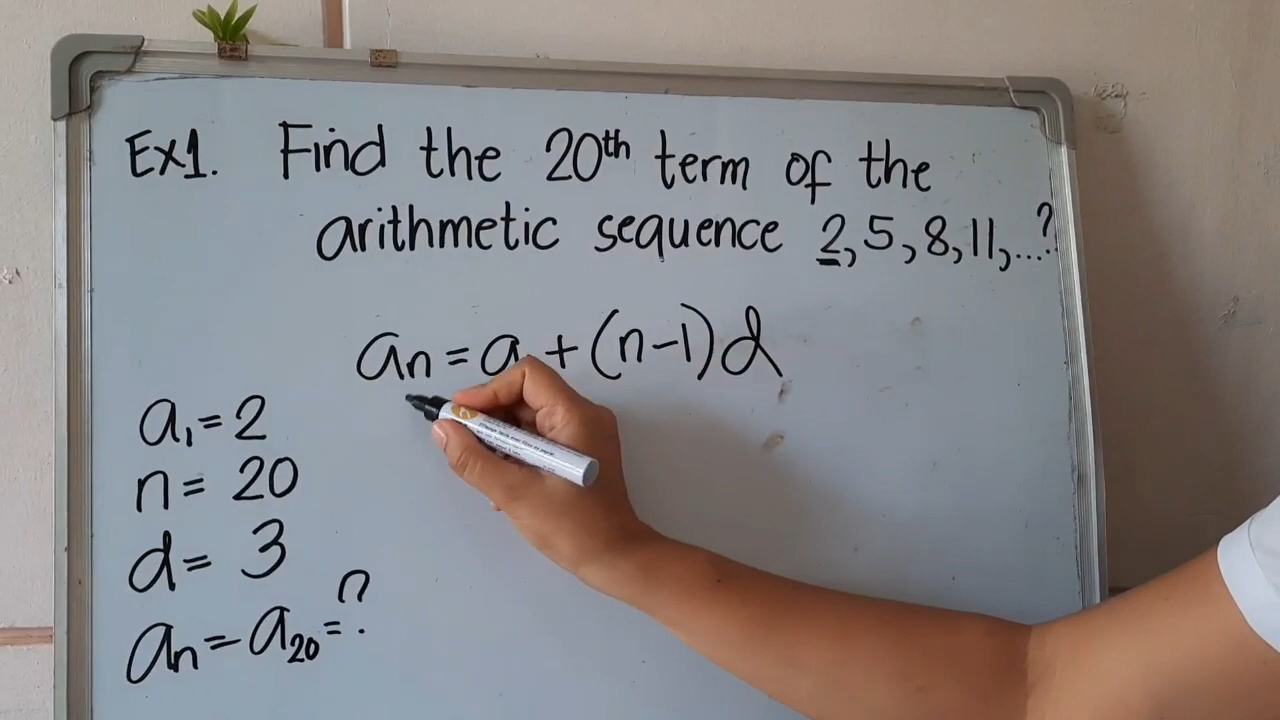 Ex1. Find the 20th term of the
arithmetic sequence 2, 5, 8, 11, ...?
an = a + (n-1)d
a1 = 2
n = 20
d = 3
an = a20 = ?